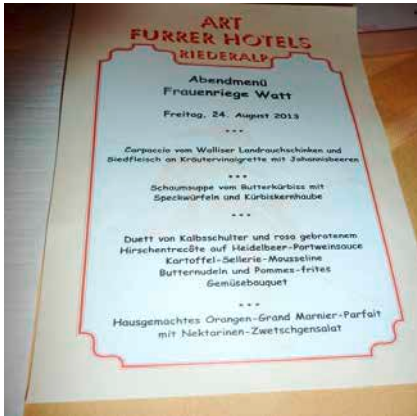 ART
FURRER HOTELS
RIEDERALP
Abendmenü
Frauenriege Watt
Freitag, 24. August 2013
***
Carpaccio vom Walliser Landrauchschinken und
Siedfleisch an Kräutervinaigrette mit Johannisbeeren
***
Schaumsuppe vom Butterkürbiss mit
Speckwürfeln und Kürbiskernhaube
***
Duett von Kalbsschulter und rosa gebratenem
Hirschentrecôte auf Heidelbeer-Portweinsauce
Kartoffel-Sellerie-Mousseline
Butternudeln und Pommes-frites
Gemüsebouquet
***
Hausgemachtes Orangen-Grand Marnier-Parfait
mit Nektarinen-Zwetschgensalat